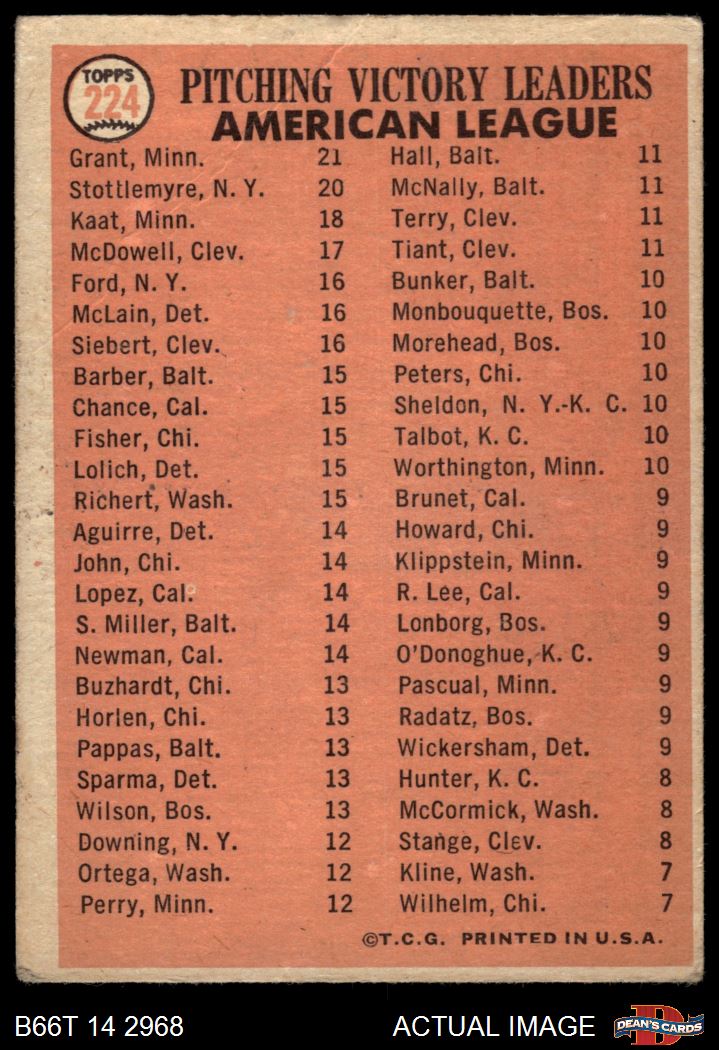 TOPPS
224
PITCHING VICTORY LEADERS
AMERICAN LEAGUE
Grant, Minn. 21
Stottlemyre, N. Y. 20
Kaat, Minn. 18
McDowell, Clev. 17
Ford, N. Y. 16
McLain, Det. 16
Siebert, Clev. 16
Barber, Balt. 15
Chance, Cal. 15
Fisher, Chi. 15
Lolich, Det. 15
Richert, Wash. 15
Aguirre, Det. 14
John, Chi. 14
Lopez, Cal. 14
S. Miller, Balt. 14
Newman, Cal. 14
Buzhardt, Chi. 13
Horlen, Chi. 13
Pappas, Balt. 13
Sparma, Det. 13
Wilson, Bos. 13
Downing, N. Y. 12
Ortega, Wash. 12
Perry, Minn. 12
Hall, Balt. 11
McNally, Balt. 11
Terry, Clev. 11
Tiant, Clev. 11
Bunker, Balt. 10
Monbouquette, Bos. 10
Morehead, Bos. 10
Peters, Chi. 10
Sheldon, N. Y.-K. C. 10
Talbot, K. C. 10
Worthington, Minn. 10
Brunet, Cal. 9
Howard, Chi. 9
Klippstein, Minn. 9
R. Lee, Cal. 9
Lonborg, Bos. 9
O'Donoghue, K. C. 9
Pascual, Minn. 9
Radatz, Bos. 9
Wickersham, Det. 9
Hunter, K. C. 8
McCormick, Wash. 8
Stange, Clev. 8
Kline, Wash. 7
Wilhelm, Chi. 7
©T.C.G. PRINTED IN U.S.A.
B66T 14 2968
ACTUAL IMAGE
D
DEAN'S CARDS